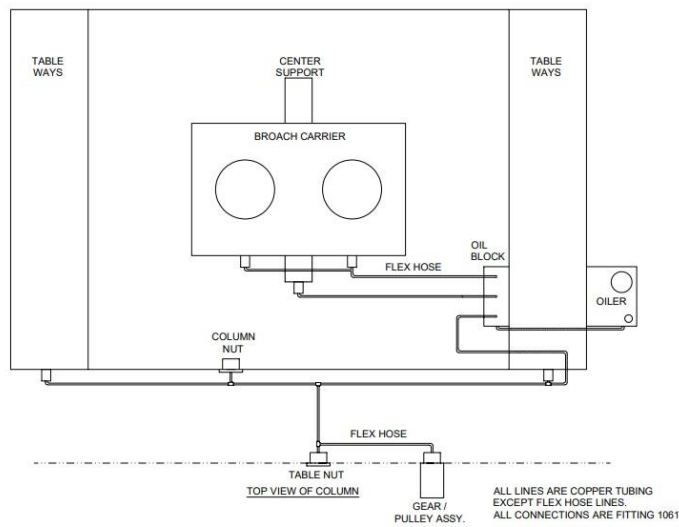 TABLE
WAYS
CENTER
SUPPORT
TABLE
WAYS
BROACH CARRIER
OIL
BLOCK
FLEX HOSE
OILER
COLUMN
NUT
FLEX HOSE
TABLE NUT
TOP VIEW OF COLUMN
GEAR /
PULLEY ASSY.
ALL LINES ARE COPPER TUBING
EXCEPT FLEX HOSE LINES.
ALL CONNECTIONS ARE FITTING 1061